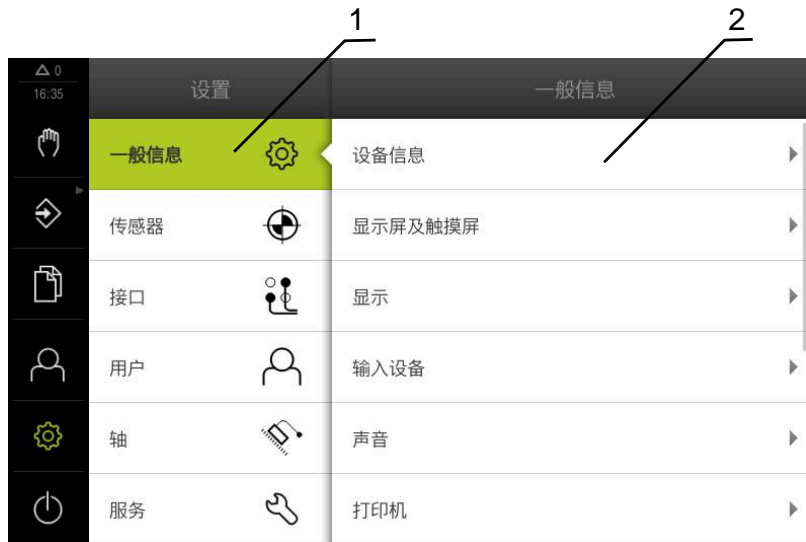 1
2
0
16:35
设置
一般信息
一般信息
设备信息
传感器
显示屏及触摸屏
接口
显示
用户
输入设备
轴
声音
服务
打印机